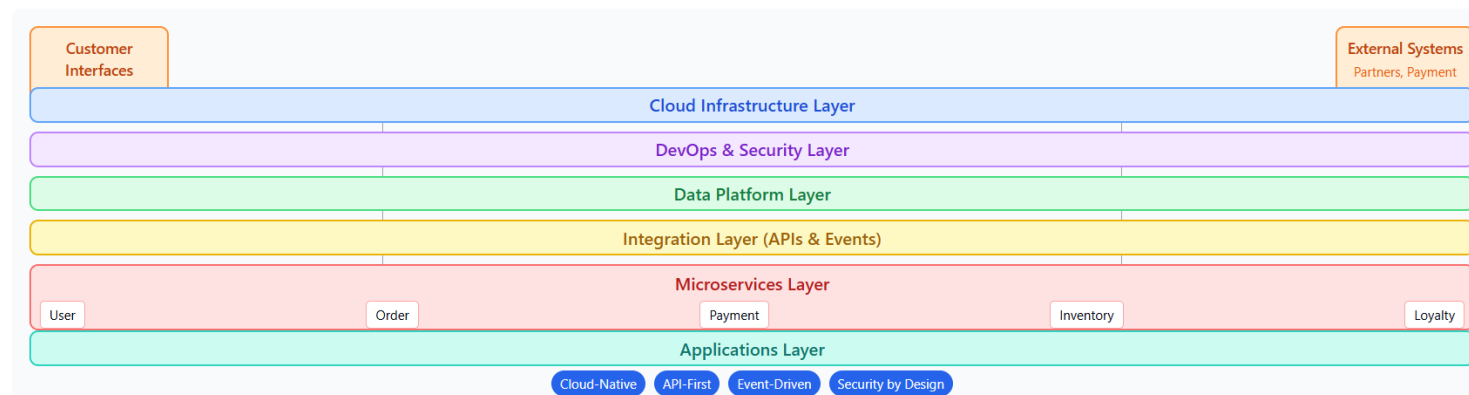 Customer
Interfaces
External Systems
Partners, Payment
Cloud Infrastructure Layer
DevOps & Security Layer
Data Platform Layer
Integration Layer (APIs & Events)
Microservices Layer
User Order Payment Inventory Loyalty
Applications Layer
Cloud-Native API-First Event-Driven Security by Design